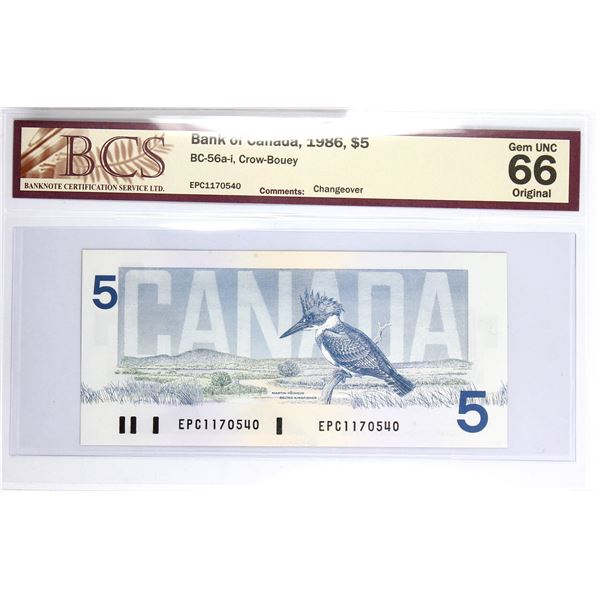 BCS
BANKNOTE CERTIFICATION SERVICE LTD.
Bank of Canada, 1986, $5
BC-56a-i, Crow-Bouey
EPC1170540 Comments: Changeover
Gem UNC
66
Original
5
CANADA
MARTIN-PÊCHEUR
BELTED KINGFISHER
5
EPC1170540 EPC1170540